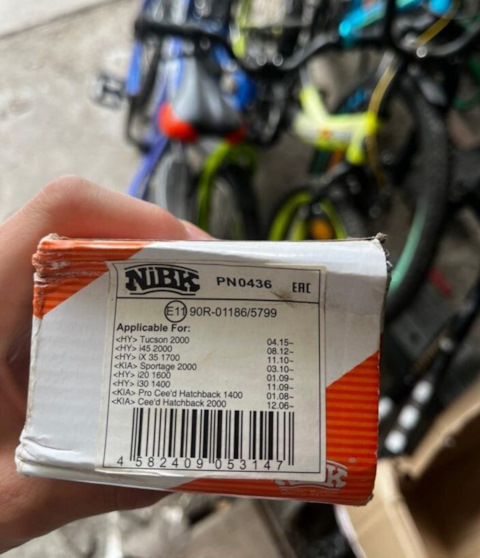 NiBK PN0436 EAC
E11 90R-01186/5799
Applicable For:
<HY> Tucson 2000 04.15~
<HY> i45 2000 08.12~
<HY> iX 35 1700 11.10~
<KIA> Sportage 2000 03.10~
<HY> i20 1600 01.09~
<HY> i30 1400 11.09~
<KIA> Pro Cee'd Hatchback 1400 01.08~
<KIA> Cee'd Hatchback 2000 12.06~
4 582409 053147
NiBK